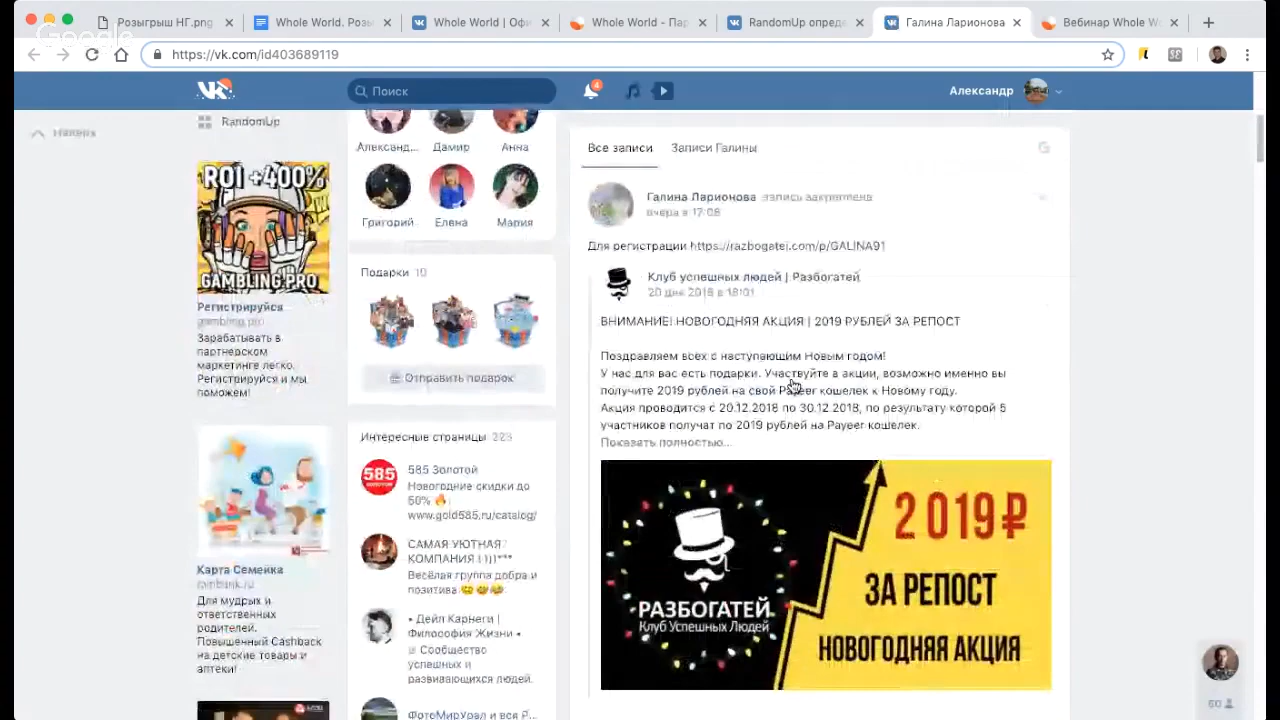 Розыгрыш НГ.png
Whole World. Розы
Whole World | Офи
Whole World - Пар
RandomUp опреде
Галина Ларионова
Вебинар Whole Wo
Google
https://vk.com/id403689119
Поиск
4
Александр
Наверх
RandomUp
ROI +400%
GAMBLING.PRO
Регистрируйся
gambling.pro
Зарабатывать в
партнерском
маркетинге легко.
Регистрируйся и мы
поможем!
Карта Семейка
Для мудрых и
ответственных
родителей.
Повышенный Cashback
на детские товары и
аптеки!
Александ...
Дамир
Анна
Григорий
Елена
Мария
Подарки 10
Отправить подарок
Интересные страницы 223
585
585 Золотой
Новогодние скидки до
50%
www.gold585.ru/catalog/
САМАЯ УЮТНАЯ
КОМПАНИЯ ! )))***
Весёлая группа добра и
позитива.
• Дейл Карнеги |
Философия Жизни •
Сообщество
успешных и
развивающихся людей.
ФотоМирУрал и вся Р...
Все записи
Записи Галины
Галина Ларионова запись закреплена
вчера в 17:08
Для регистрации https://razbogatei.com/p/GALINA91
Клуб успешных людей | Разбогатей
20 дек 2018 в 18:01
ВНИМАНИЕ! НОВОГОДНЯЯ АКЦИЯ | 2019 РУБЛЕЙ ЗА РЕПОСТ
Поздравляем всех с наступающим Новым годом!
У нас для вас есть подарки. Участвуйте в акции, возможно именно вы
получите 2019 рублей на свой Payeer кошелек к Новому году.
Акция проводится с 20.12.2018 по 30.12.2018, по результату которой 5
участников получат по 2019 рублей на Payeer кошелек.
Показать полностью...
РАЗБОГАТЕЙ
Клуб Успешных Людей
2019₽
ЗА РЕПОСТ
НОВОГОДНЯЯ АКЦИЯ
60